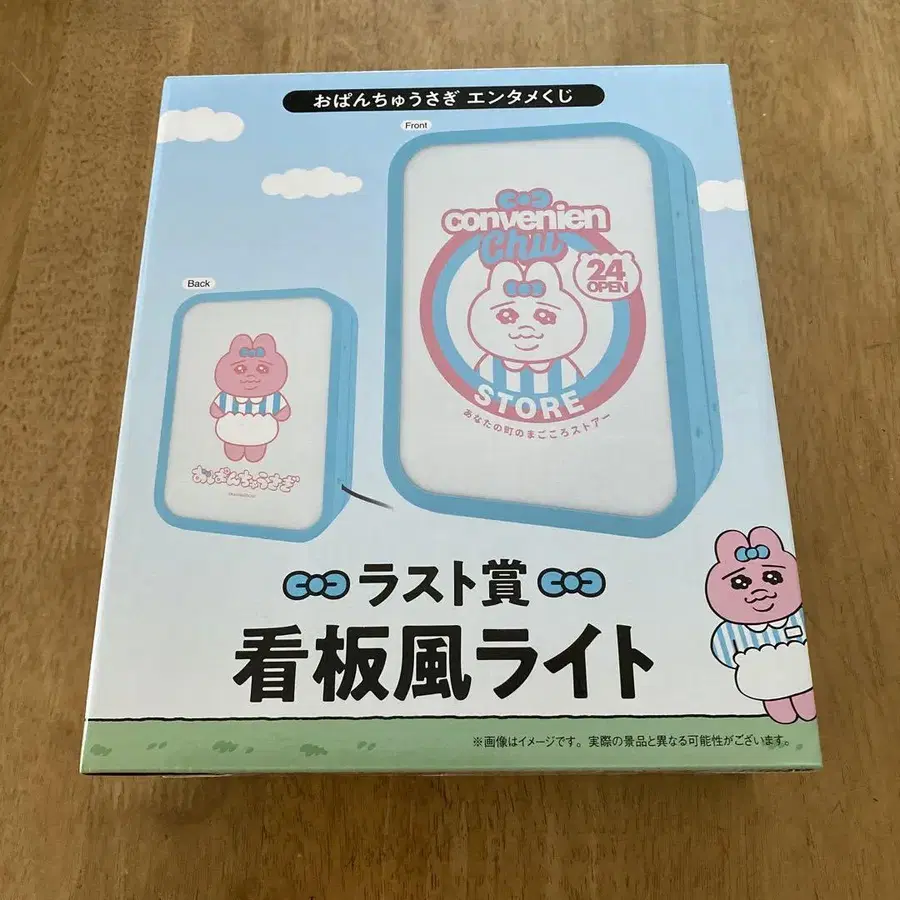 おぱんちゅうさぎ エンタメくじ
Front
convenien
Chu
24
OPEN
STORE
あなたの町のまごころストアー
Back
おぱんちゅうさぎ
ラスト賞
看板風ライト
※画像はイメージです。実際の景品と異なる可能性がございます。